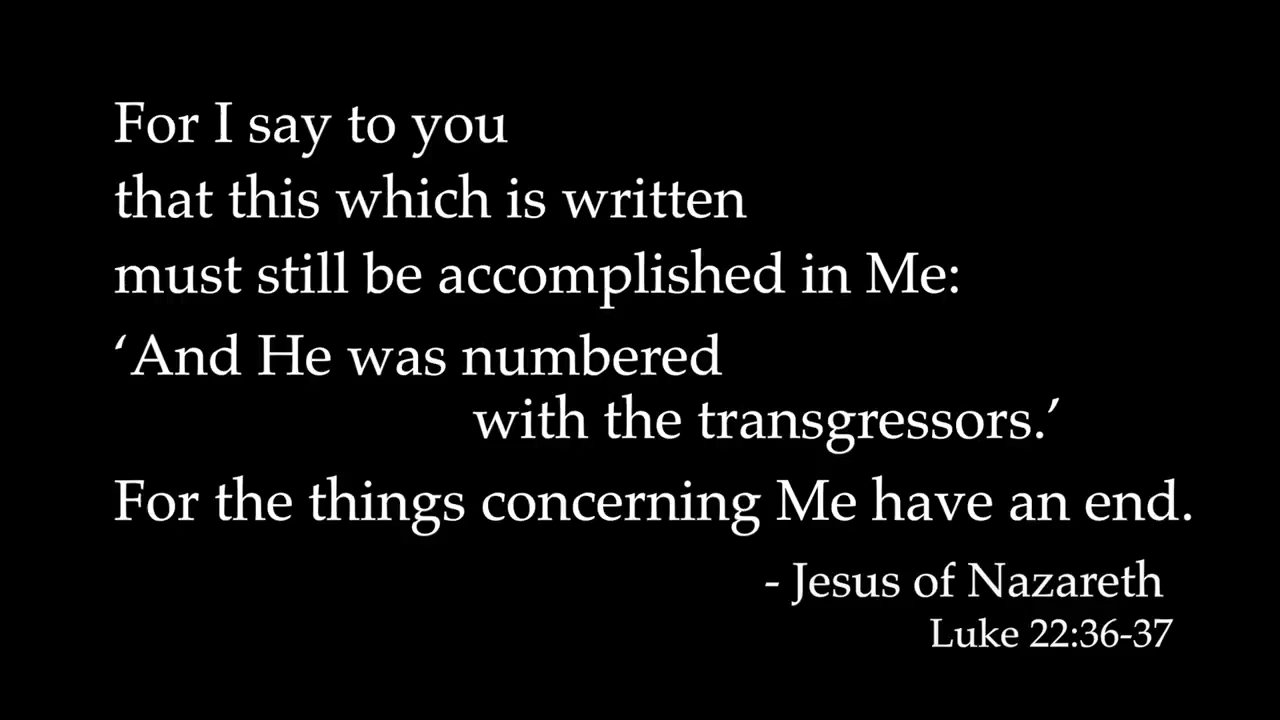 For I say to you
that this which is written
must still be accomplished in Me:
‘And He was numbered
with the transgressors.’
For the things concerning Me have an end.
- Jesus of Nazareth
Luke 22:36-37